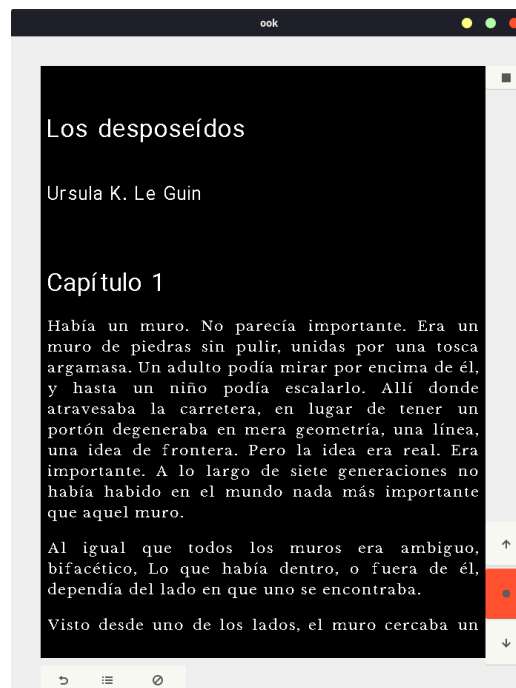 ook
Los desposeídos
Ursula K. Le Guin
Capítulo 1
Había un muro. No parecía importante. Era un
muro de piedras sin pulir, unidas por una tosca
argamasa. Un adulto podía mirar por encima de él,
y hasta un niño podía escalarlo. Allí donde
atravesaba la carretera, en lugar de tener un
portón degeneraba en mera geometría, una línea,
una idea de frontera. Pero la idea era real. Era
importante. A lo largo de siete generaciones no
había habido en el mundo nada más importante
que aquel muro.
Al igual que todos los muros era ambiguo,
bifacético, Lo que había dentro, o fuera de él,
dependía del lado en que uno se encontraba.
Visto desde uno de los lados, el muro cercaba un